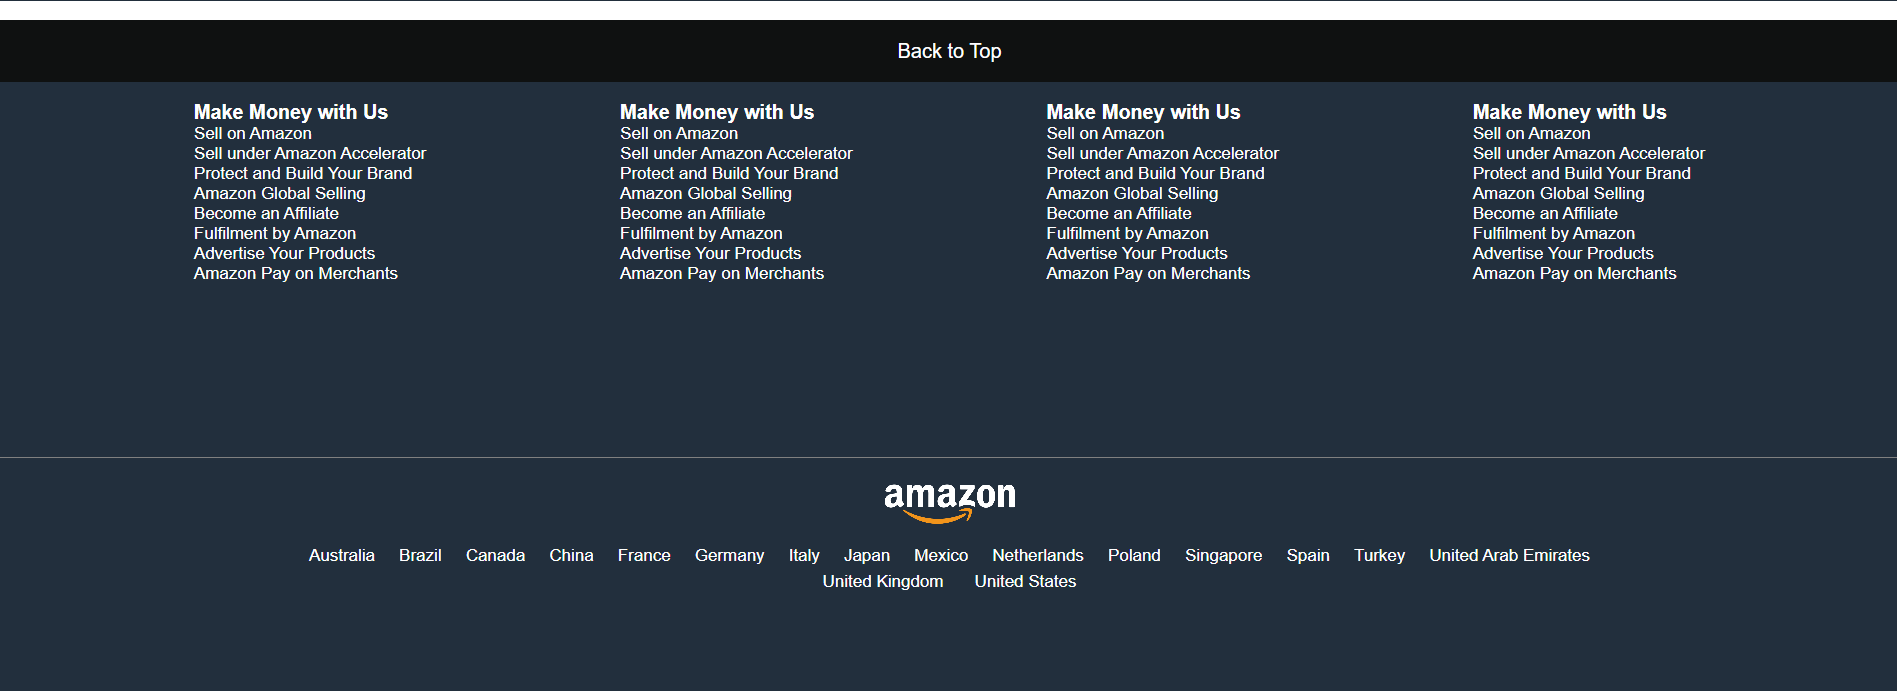 Back to Top
Make Money with Us
Sell on Amazon
Sell under Amazon Accelerator
Protect and Build Your Brand
Amazon Global Selling
Become an Affiliate
Fulfilment by Amazon
Advertise Your Products
Amazon Pay on Merchants
Make Money with Us
Sell on Amazon
Sell under Amazon Accelerator
Protect and Build Your Brand
Amazon Global Selling
Become an Affiliate
Fulfilment by Amazon
Advertise Your Products
Amazon Pay on Merchants
Make Money with Us
Sell on Amazon
Sell under Amazon Accelerator
Protect and Build Your Brand
Amazon Global Selling
Become an Affiliate
Fulfilment by Amazon
Advertise Your Products
Amazon Pay on Merchants
Make Money with Us
Sell on Amazon
Sell under Amazon Accelerator
Protect and Build Your Brand
Amazon Global Selling
Become an Affiliate
Fulfilment by Amazon
Advertise Your Products
Amazon Pay on Merchants
amazon
Australia Brazil Canada China France Germany Italy Japan Mexico Netherlands Poland Singapore Spain Turkey United Arab Emirates
United Kingdom United States